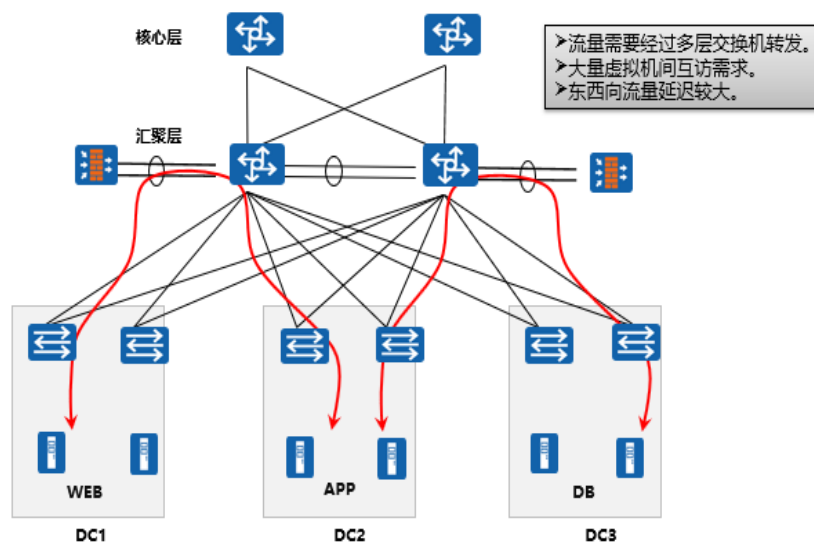 核心层
➢流量需要经过多层交换机转发。
➢大量虚拟机间互访需求。
➢东西向流量延迟较大。
汇聚层
WEB
APP
DB
DC1
DC2
DC3